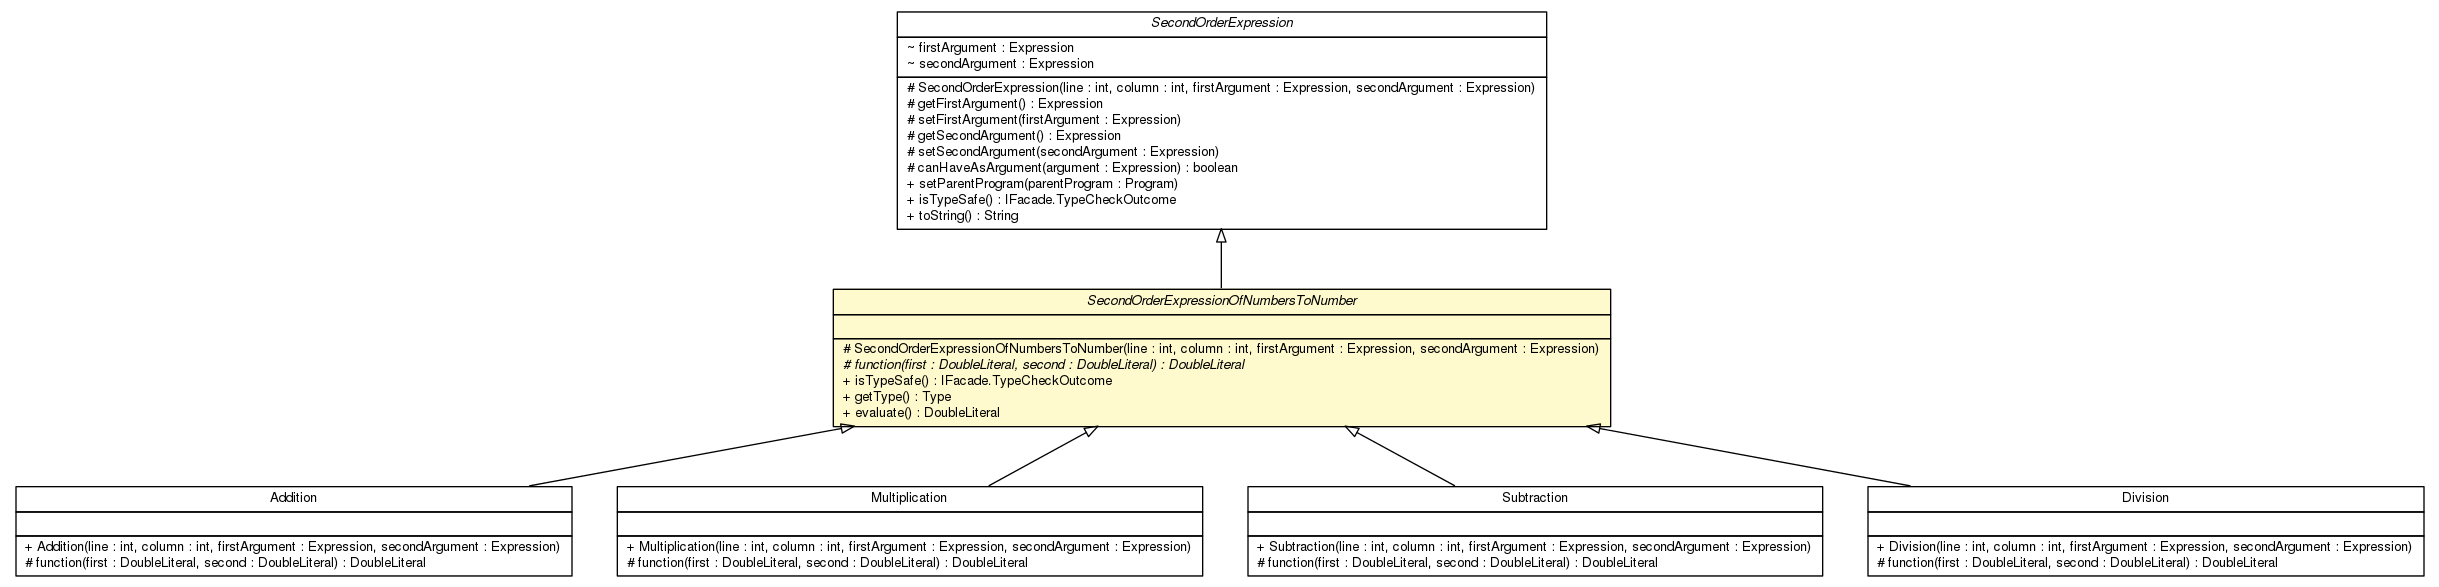 SecondOrderExpression
~ firstArgument : Expression
~ secondArgument : Expression
# SecondOrderExpression(line : int, column : int, firstArgument : Expression, secondArgument : Expression)
# getFirstArgument() : Expression
# setFirstArgument(firstArgument : Expression)
# getSecondArgument() : Expression
# setSecondArgument(secondArgument : Expression)
# canHaveAsArgument(argument : Expression) : boolean
+ setParentProgram(parentProgram : Program)
+ isTypeSafe() : IFacade.TypeCheckOutcome
+ toString() : String
SecondOrderExpressionOfNumbersToNumber
# SecondOrderExpressionOfNumbersToNumber(line : int, column : int, firstArgument : Expression, secondArgument : Expression)
# function(first : DoubleLiteral, second : DoubleLiteral) : DoubleLiteral
+ isTypeSafe() : IFacade.TypeCheckOutcome
+ getType() : Type
+ evaluate() : DoubleLiteral
Addition
+ Addition(line : int, column : int, firstArgument : Expression, secondArgument : Expression)
# function(first : DoubleLiteral, second : DoubleLiteral) : DoubleLiteral
Multiplication
+ Multiplication(line : int, column : int, firstArgument : Expression, secondArgument : Expression)
# function(first : DoubleLiteral, second : DoubleLiteral) : DoubleLiteral
Subtraction
+ Subtraction(line : int, column : int, firstArgument : Expression, secondArgument : Expression)
# function(first : DoubleLiteral, second : DoubleLiteral) : DoubleLiteral
Division
+ Division(line : int, column : int, firstArgument : Expression, secondArgument : Expression)
# function(first : DoubleLiteral, second : DoubleLiteral) : DoubleLiteral